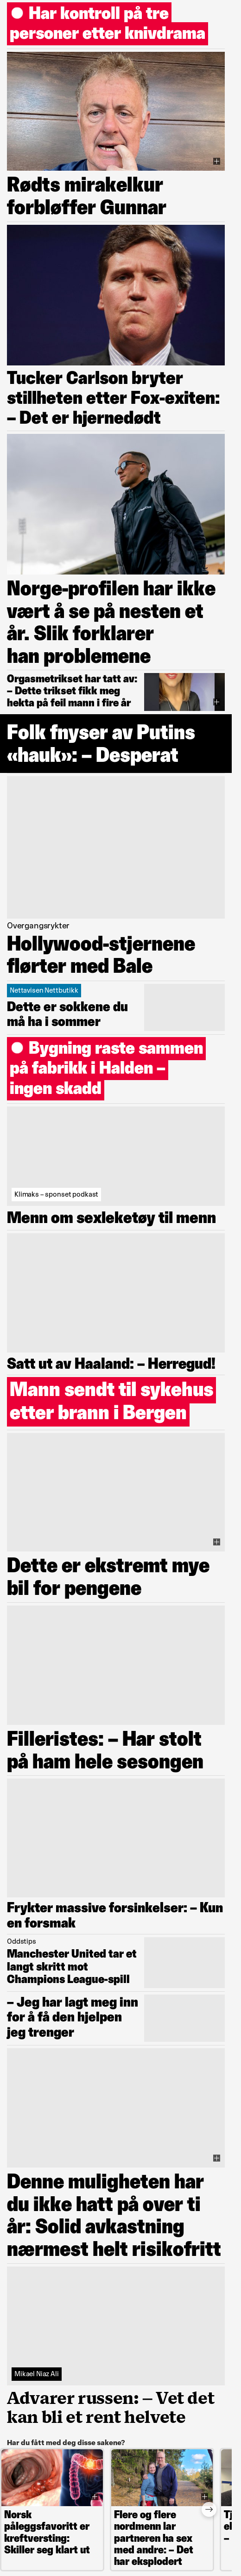 Har kontroll på tre
personer etter knivdrama
Rødts mirakelkur
forbløffer Gunnar
Tucker Carlson bryter
stillheten etter Fox-exiten:
– Det er hjernedødt
Norge-profilen har ikke
vært å se på nesten et
år. Slik forklarer
han problemene
Orgasmetrikset har tatt av:
– Dette trikset fikk meg
hekta på feil mann i fire år
Folk fnyser av Putins
«hauk»: – Desperat
Overgangsrykter
Hollywood-stjernene
flørter med Bale
Nettavisen Nettbutikk
Dette er sokkene du
må ha i sommer
Bygning raste sammen
på fabrikk i Halden –
ingen skadd
Klimaks – sponset podkast
Menn om sexleketøy til menn
Satt ut av Haaland: – Herregud!
Mann sendt til sykehus
etter brann i Bergen
Dette er ekstremt mye
bil for pengene
Filleristes: – Har stolt
på ham hele sesongen
Frykter massive forsinkelser: – Kun
en forsmak
Oddstips
Manchester United tar et
langt skritt mot
Champions League-spill
– Jeg har lagt meg inn
for å få den hjelpen
jeg trenger
Denne muligheten har
du ikke hatt på over ti
år: Solid avkastning
nærmest helt risikofritt
Mikael Niaz Ali
Advarer russen: – Vet det
kan bli et rent helvete
Har du fått med deg disse sakene?
Norsk
påleggsfavoritt er
kreftversting:
Skiller seg klart ut
Flere og flere
nordmenn lar
partneren ha sex
med andre: – Det
har eksplodert